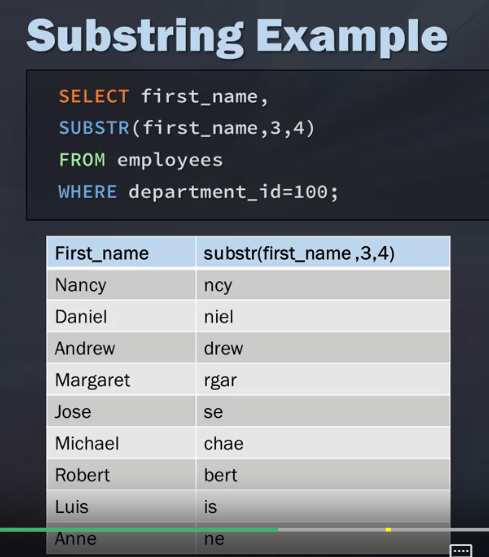 Substring Example
SELECT first_name,
SUBSTR(first_name,3,4)
FROM employees
WHERE department_id=100;
First_name substr(first_name ,3,4)
Nancy ncy
Daniel niel
Andrew drew
Margaret rgar
Jose se
Michael chae
Robert bert
Luis is
Anne ne